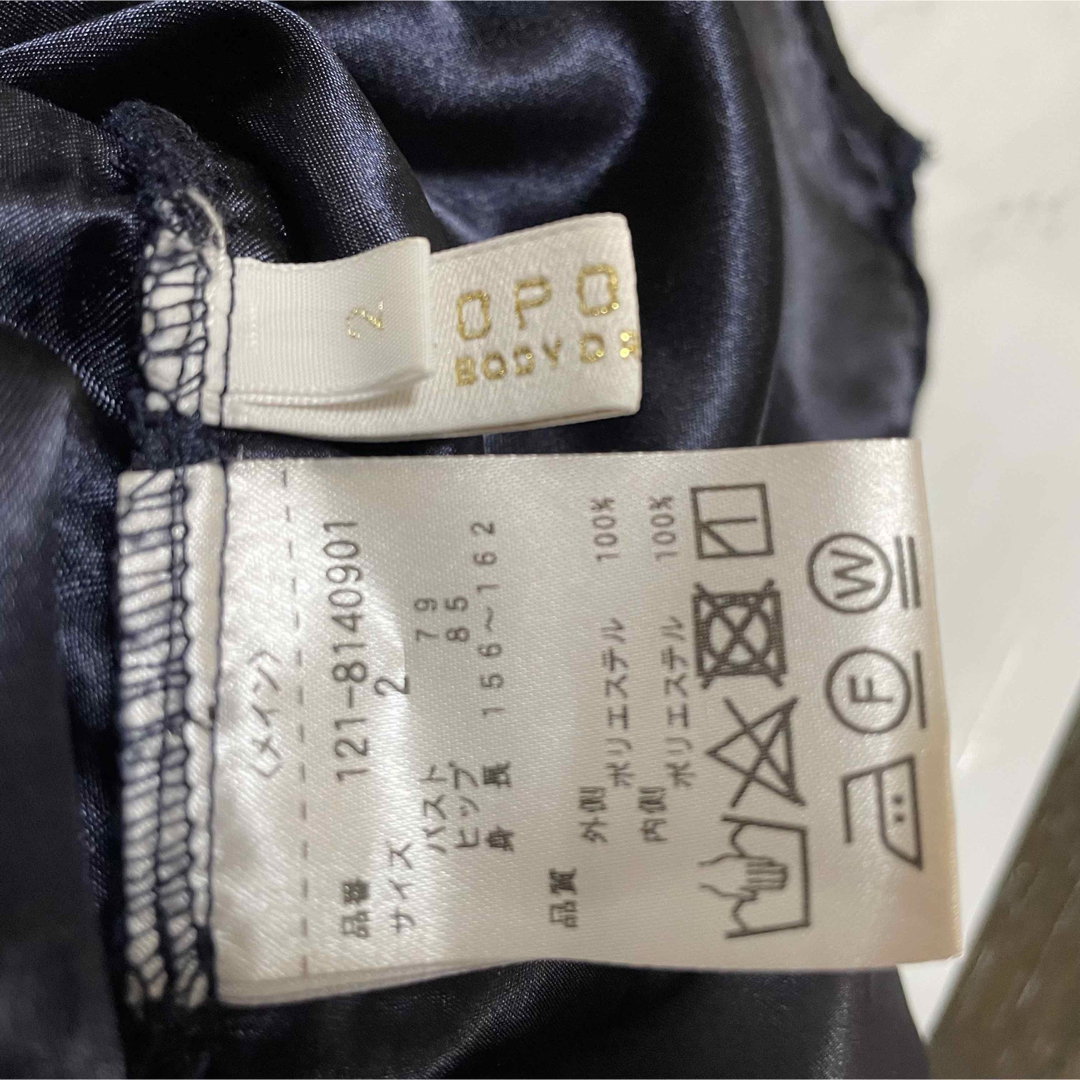 2
OPO
BODY D
〈メイン〉
品番 121-8140901
サイズ 2
バスト 79
ヒップ 85
身長 156~162
品質
外側
ポリエステル 100%
内側
ポリエステル 100%
W
F